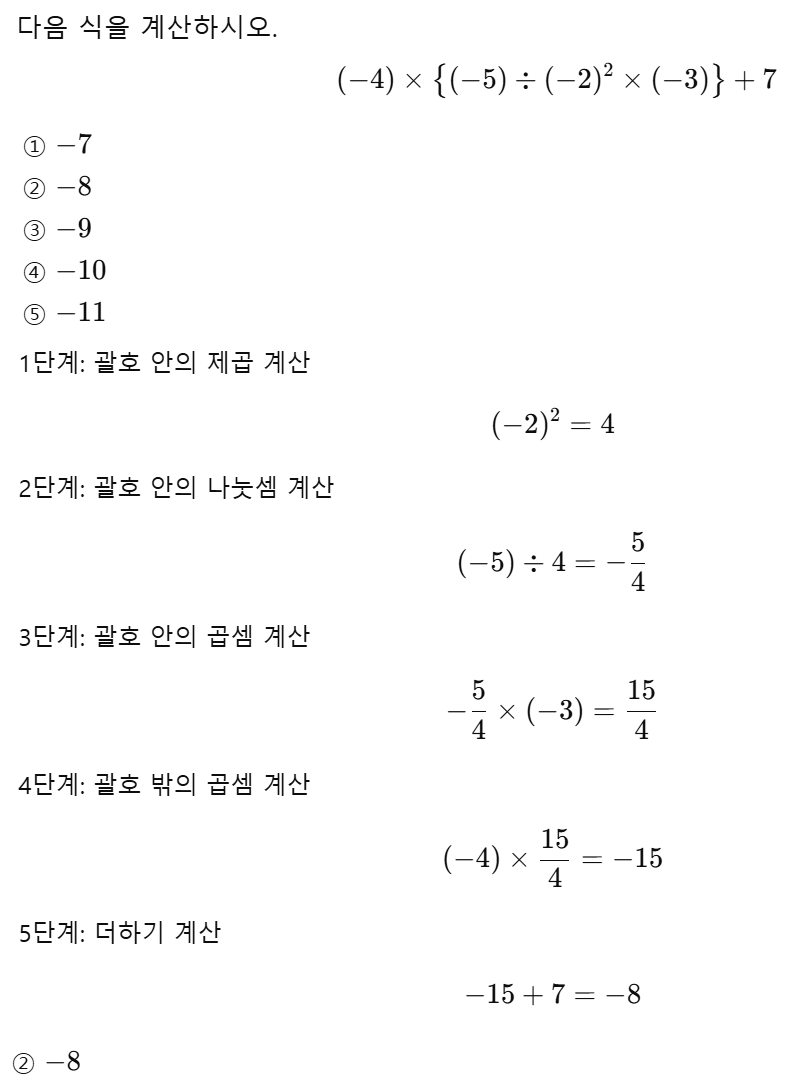 다음 식을 계산하시오.
(−4) × {(−5) ÷ (−2)² × (−3)} + 7
① −7
② −8
③ −9
④ −10
⑤ −11
1단계: 괄호 안의 제곱 계산
(−2)² = 4
2단계: 괄호 안의 나눗셈 계산
(−5) ÷ 4 = −5/4
3단계: 괄호 안의 곱셈 계산
−5/4 × (−3) = 15/4
4단계: 괄호 밖의 곱셈 계산
(−4) × 15/4 = −15
5단계: 더하기 계산
−15 + 7 = −8
② −8